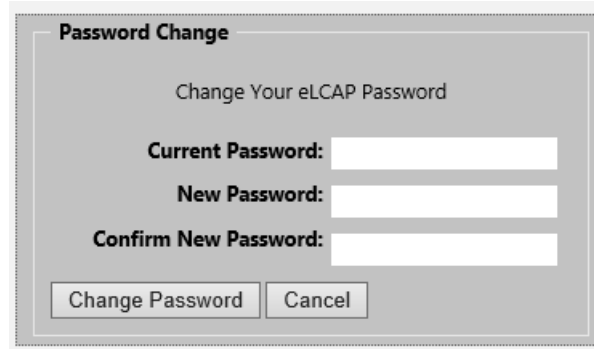 Password Change
Change Your eLCAP Password
Current Password:
New Password:
Confirm New Password:
Change Password Cancel